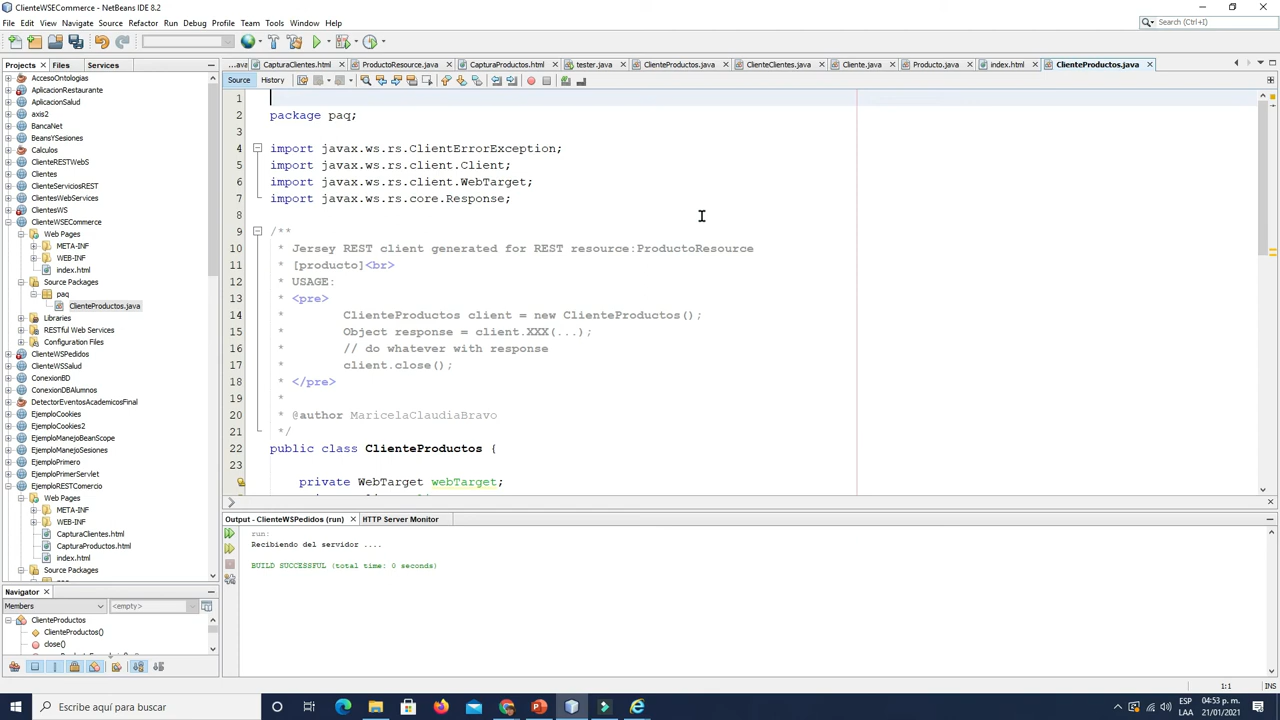 ClienteWSECommerce - NetBeans IDE 8.2
File Edit View Navigate Source Refactor Run Debug Profile Team Tools Window Help
Search (Ctrl+I)
Projects Files Services
...ava CapturaClientes.html ProductoResource.java CapturaProductos.html tester.java ClienteProductos.java ClienteClientes.java Cliente.java Producto.java index.html ClienteProductos.java
Source History
AccesoOntologias
AplicacionRestaurante
AplicacionSalud
axis2
BancaNet
BeansYSesiones
Calculos
ClienteRESTWebS
Clientes
ClienteServiciosREST
ClientesWebServices
ClientesWS
ClienteWSECommerce
Web Pages
META-INF
WEB-INF
index.html
Source Packages
paq
ClienteProductos.java
Libraries
RESTful Web Services
Configuration Files
ClienteWSPedidos
ClienteWSSalud
ConexionBD
ConexionDBAlumnos
DetectorEventosAcademicosFinal
EjemploCookies
EjemploCookies2
EjemploManejoBeanScope
EjemploManejoSesiones
EjemploPrimero
EjemploPrimerServlet
EjemploRESTComercio
Web Pages
META-INF
WEB-INF
CapturaClientes.html
CapturaProductos.html
index.html
Source Packages
1
2 package paq;
3
4 import javax.ws.rs.ClientErrorException;
5 import javax.ws.rs.client.Client;
6 import javax.ws.rs.client.WebTarget;
7 import javax.ws.rs.core.Response;
8
9 /**
10 * Jersey REST client generated for REST resource:ProductoResource
11 * [producto]<br>
12 * USAGE:
13 * <pre>
14 * ClienteProductos client = new ClienteProductos();
15 * Object response = client.XXX(...);
16 * // do whatever with response
17 * client.close();
18 * </pre>
19 *
20 * @author MaricelaClaudiaBravo
21 */
22 public class ClienteProductos {
23
private WebTarget webTarget;
Output - ClienteWSPedidos (run) HTTP Server Monitor
run:
Recibiendo del servidor ....
BUILD SUCCESSFUL (total time: 0 seconds)
Navigator
Members <empty>
ClienteProductos
ClienteProductos()
close()
1:1 INS
Escribe aquí para buscar
ESP
LAA
04:53 p. m.
21/01/2021